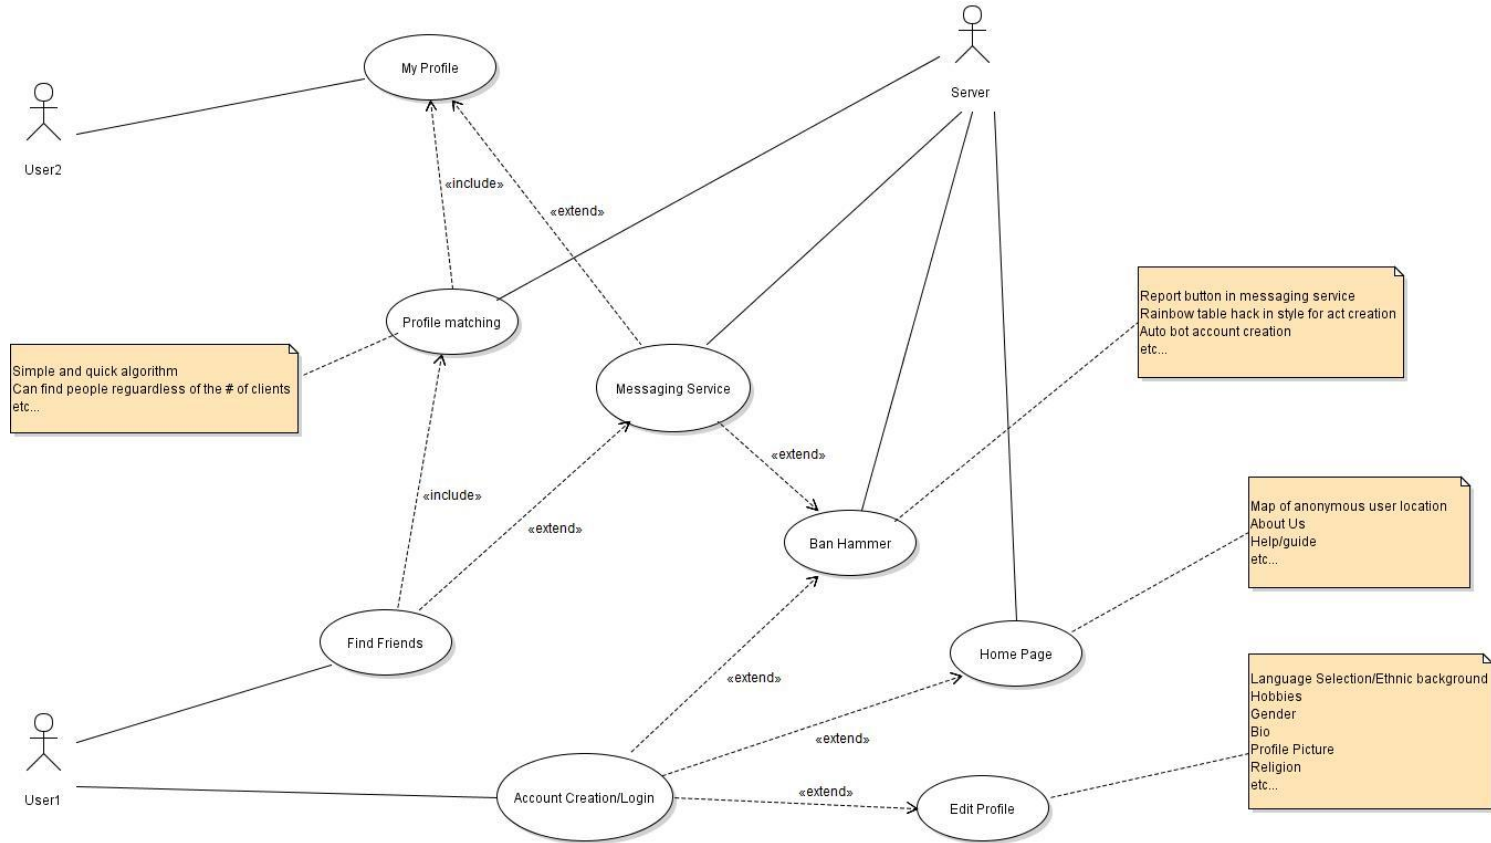 My Profile
Server
User2
«include»
«extend»
Profile matching
Report button in messaging service
Rainbow table hack in style for act creation
Auto bot account creation
etc...
Simple and quick algorithm
Can find people reguardless of the # of clients
etc...
Messaging Service
«extend»
«include»
«extend»
Ban Hammer
Map of anonymous user location
About Us
Help/guide
etc...
Find Friends
Home Page
«extend»
Language Selection/Ethnic background
Hobbies
Gender
Bio
Profile Picture
Religion
etc...
«extend»
User1
Account Creation/Login
«extend»
Edit Profile